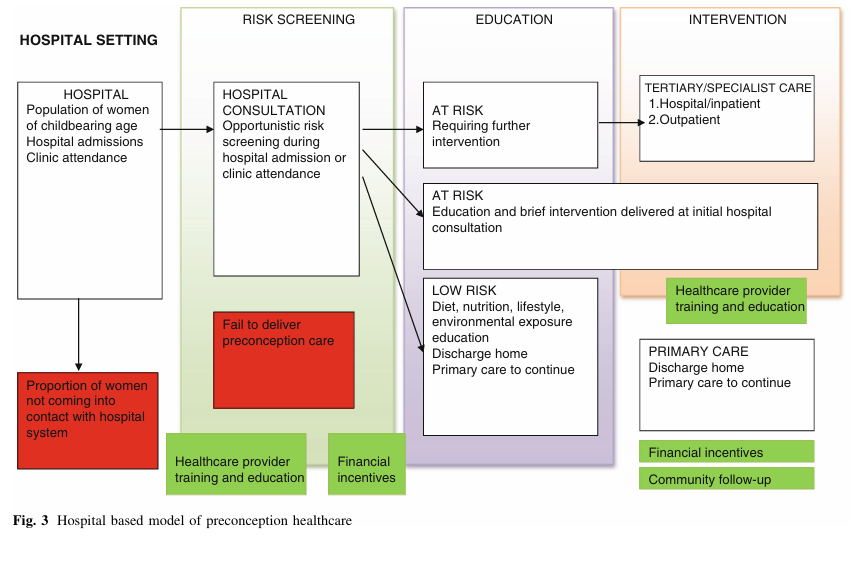 HOSPITAL SETTING
RISK SCREENING
EDUCATION
INTERVENTION
HOSPITAL
Population of women
of childbearing age
Hospital admissions
Clinic attendance
HOSPITAL
CONSULTATION
Opportunistic risk
screening during
hospital admission or
clinic attendance
AT RISK
Requiring further
intervention
TERTIARY/SPECIALIST CARE
1.Hospital/inpatient
2.Outpatient
AT RISK
Education and brief intervention delivered at initial hospital
consultation
LOW RISK
Diet, nutrition, lifestyle,
environmental exposure
education
Discharge home
Primary care to continue
Healthcare provider
training and education
Fail to deliver
preconception care
PRIMARY CARE
Discharge home
Primary care to continue
Proportion of women
not coming into
contact with hospital
system
Healthcare provider
training and education
Financial
incentives
Financial incentives
Community follow-up
Fig. 3 Hospital based model of preconception healthcare